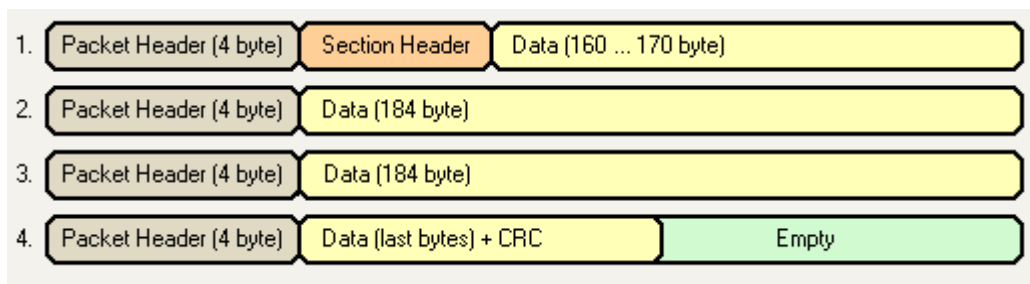 1. Packet Header (4 byte) Section Header Data (160 ... 170 byte)
2. Packet Header (4 byte) Data (184 byte)
3. Packet Header (4 byte) Data (184 byte)
4. Packet Header (4 byte) Data (last bytes) + CRC Empty